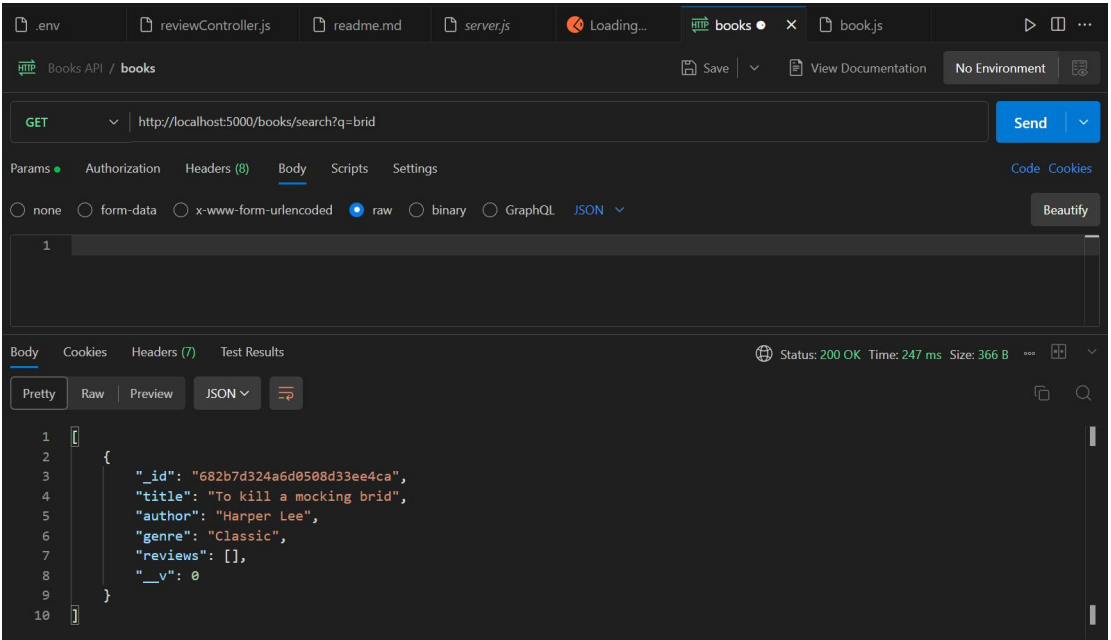 .env reviewController.js readme.md server.js Loading... HTTP books book.js
HTTP Books API / books Save View Documentation No Environment
GET http://localhost:5000/books/search?q=brid Send
Params Authorization Headers (8) Body Scripts Settings Code Cookies
none form-data x-www-form-urlencoded raw binary GraphQL JSON Beautify
1
Body Cookies Headers (7) Test Results Status: 200 OK Time: 247 ms Size: 366 B
Pretty Raw Preview JSON
1 [
2 {
3 "_id": "682b7d324a6d0508d33ee4ca",
4 "title": "To kill a mocking brid",
5 "author": "Harper Lee",
6 "genre": "Classic",
7 "reviews": [],
8 "__v": 0
9 }
10 ]